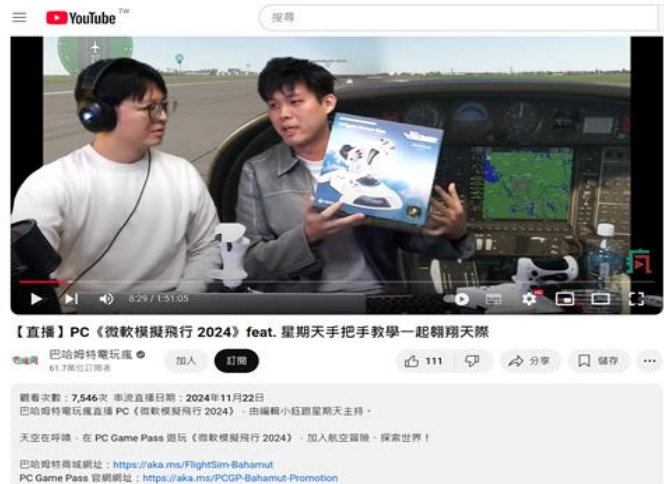 YouTube TW
搜尋
8:29 / 1:51:05
【直播】PC《微軟模擬飛行 2024》feat. 星期天手把手教學一起翱翔天際
巴哈姆特電玩瘋
61.7萬位訂閱者
加入
訂閱
111
分享
儲存
觀看次數：7,546次 串流直播日期：2024年11月22日
巴哈姆特電玩瘋直播 PC《微軟模擬飛行 2024》，由編輯小鈺跟星期天主持。
天空在呼喚，在 PC Game Pass 遊玩《微軟模擬飛行 2024》，加入航空冒險、探索世界！
巴哈姆特商城網址：https://aka.ms/FlightSim-Bahamut
PC Game Pass 官網網址：https://aka.ms/PCGP-Bahamut-Promotion
瘋